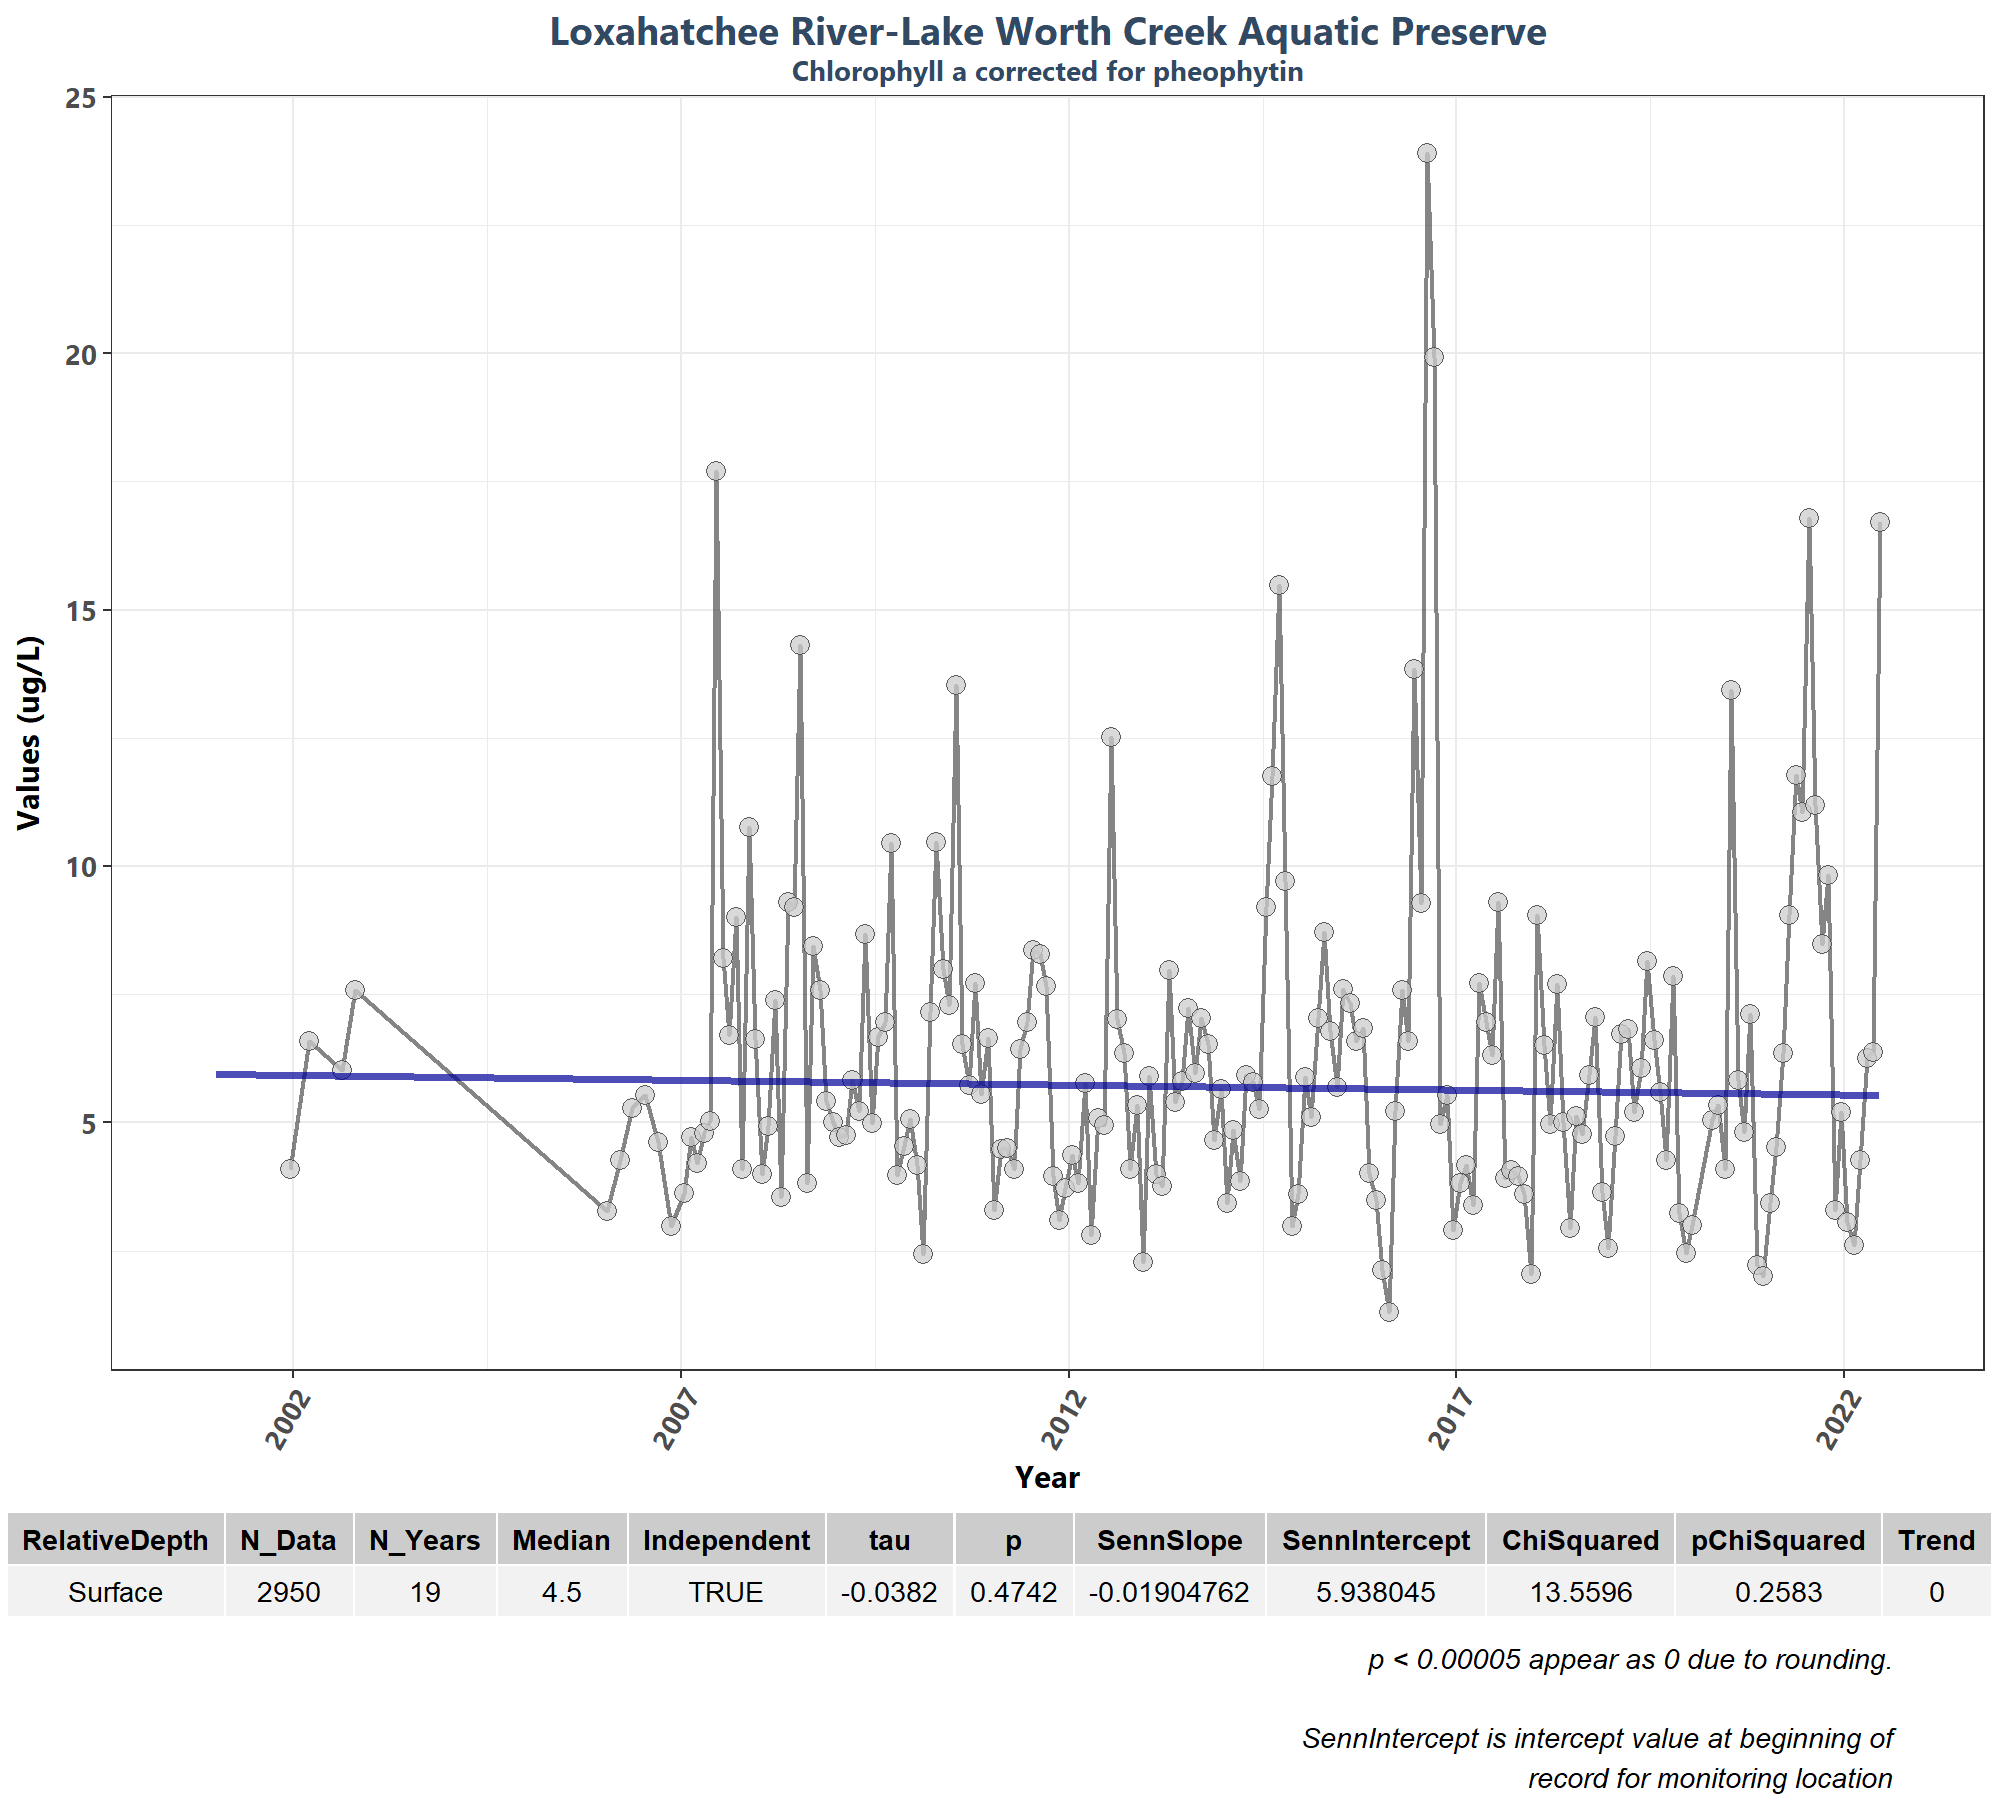 Loxahatchee River-Lake Worth Creek Aquatic Preserve
Chlorophyll a corrected for pheophytin
25
20
15
10
5
Values (ug/L)
2002
2007
2012
2017
2022
Year
RelativeDepth N_Data N_Years Median Independent tau p SennSlope SennIntercept ChiSquared pChiSquared Trend
Surface 2950 19 4.5 TRUE -0.0382 0.4742 -0.01904762 5.938045 13.5596 0.2583 0
p < 0.00005 appear as 0 due to rounding.
SennIntercept is intercept value at beginning of
record for monitoring location